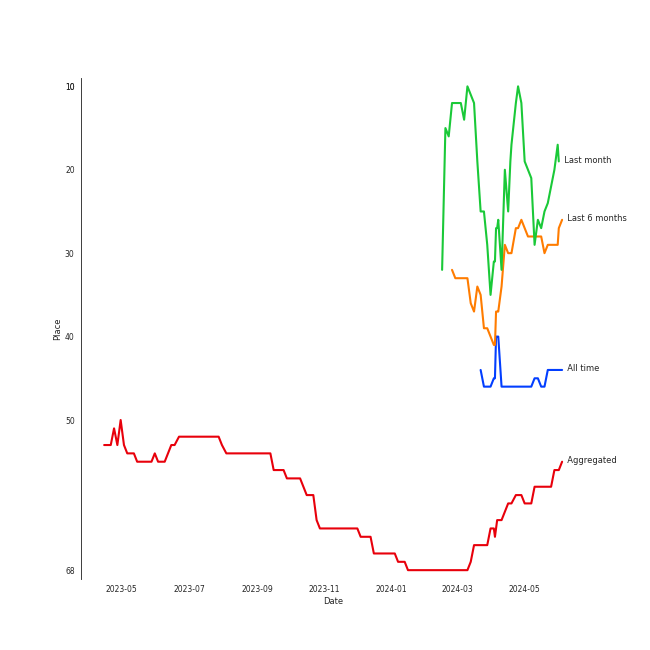 10
20
30
40
50
68
Place
Last month
Last 6 months
All time
Aggregated
2023-05
2023-07
2023-09
2023-11
2024-01
2024-03
2024-05
Date